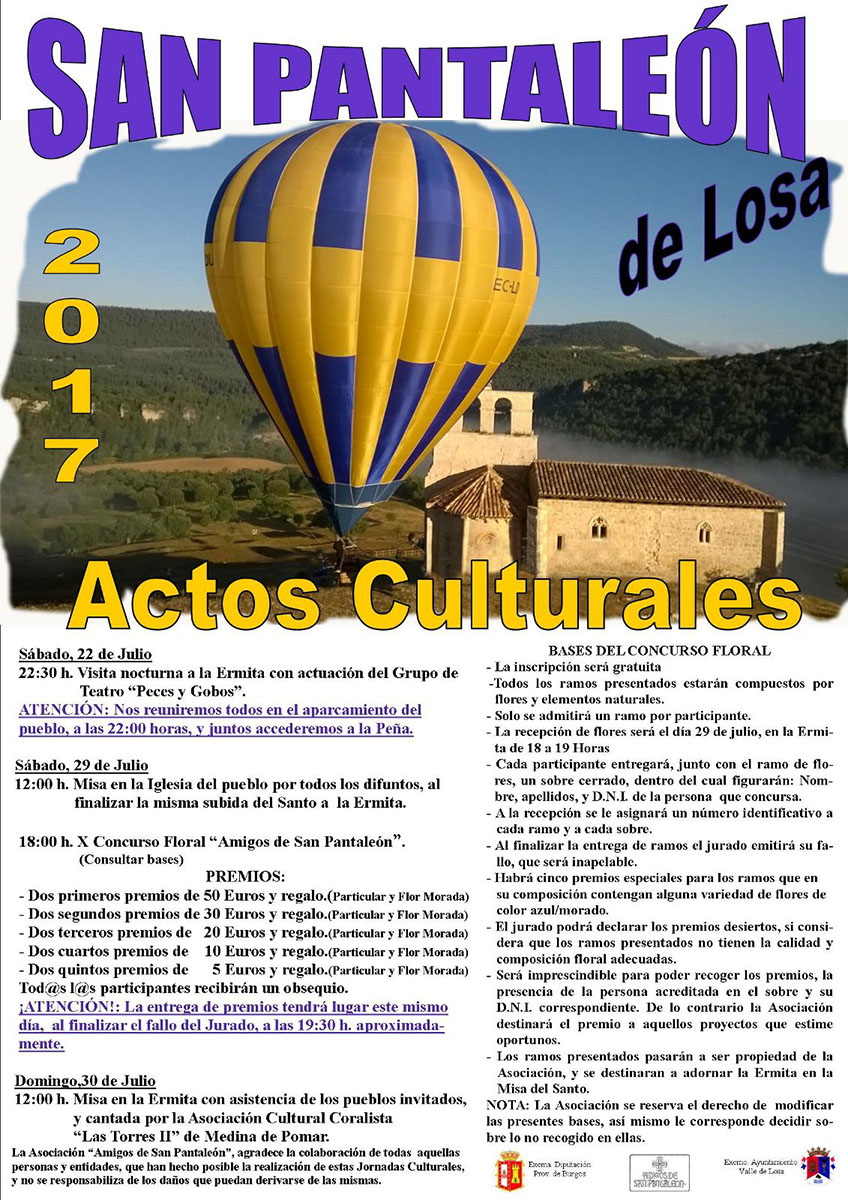 SAN PANTALEÓN
de Losa
2017
EC-LJ
Actos Culturales
Sábado, 22 de Julio
22:30 h. Visita nocturna a la Ermita con actuación del Grupo de
Teatro “Peces y Gobos”.
ATENCIÓN: Nos reuniremos todos en el aparcamiento del
pueblo, a las 22:00 horas, y juntos accederemos a la Peña.
Sábado, 29 de Julio
12:00 h. Misa en la Iglesia del pueblo por todos los difuntos, al
finalizar la misma subida del Santo a la Ermita.
18:00 h. X Concurso Floral “Amigos de San Pantaleón”.
(Consultar bases)
PREMIOS:
- Dos primeros premios de 50 Euros y regalo.(Particular y Flor Morada)
- Dos segundos premios de 30 Euros y regalo.(Particular y Flor Morada)
- Dos terceros premios de 20 Euros y regalo.(Particular y Flor Morada)
- Dos cuartos premios de 10 Euros y regalo.(Particular y Flor Morada)
- Dos quintos premios de 5 Euros y regalo.(Particular y Flor Morada)
Tod@s l@s participantes recibirán un obsequio.
¡ATENCIÓN!: La entrega de premios tendrá lugar este mismo
día, al finalizar el fallo del Jurado, a las 19:30 h. aproximada-
mente.
Domingo,30 de Julio
12:00 h. Misa en la Ermita con asistencia de los pueblos invitados,
y cantada por la Asociación Cultural Coralista
“Las Torres II” de Medina de Pomar.
La Asociación “Amigos de San Pantaleón”, agradece la colaboración de todas aquellas
personas y entidades, que han hecho posible la realización de estas Jornadas Culturales,
y no se responsabiliza de los daños que puedan derivarse de las mismas.
BASES DEL CONCURSO FLORAL
- La inscripción será gratuita
-Todos los ramos presentados estarán compuestos por
flores y elementos naturales.
- Solo se admitirá un ramo por participante.
- La recepción de flores será el día 29 de julio, en la Ermi-
ta de 18 a 19 Horas
- Cada participante entregará, junto con el ramo de flo-
res, un sobre cerrado, dentro del cual figurarán: Nom-
bre, apellidos, y D.N.I. de la persona que concursa.
- A la recepción se le asignará un número identificativo a
cada ramo y a cada sobre.
- Al finalizar la entrega de ramos el jurado emitirá su fa-
llo, que será inapelable.
- Habrá cinco premios especiales para los ramos que en
su composición contengan alguna variedad de flores de
color azul/morado.
- El jurado podrá declarar los premios desiertos, si consi-
dera que los ramos presentados no tienen la calidad y
composición floral adecuadas.
- Será imprescindible para poder recoger los premios, la
presencia de la persona acreditada en el sobre y su
D.N.I. correspondiente. De lo contrario la Asociación
destinará el premio a aquellos proyectos que estime
oportunos.
- Los ramos presentados pasarán a ser propiedad de la
Asociación, y se destinaran a adornar la Ermita en la
Misa del Santo.
NOTA: La Asociación se reserva el derecho de modificar
las presentes bases, así mismo le corresponde decidir so-
bre lo no recogido en ellas.
Exema. Diputación
Prov. de Burgos
AMIGOS DE
SAN PANTALEON
Exemo. Ayuntamiento
Valle de Losa